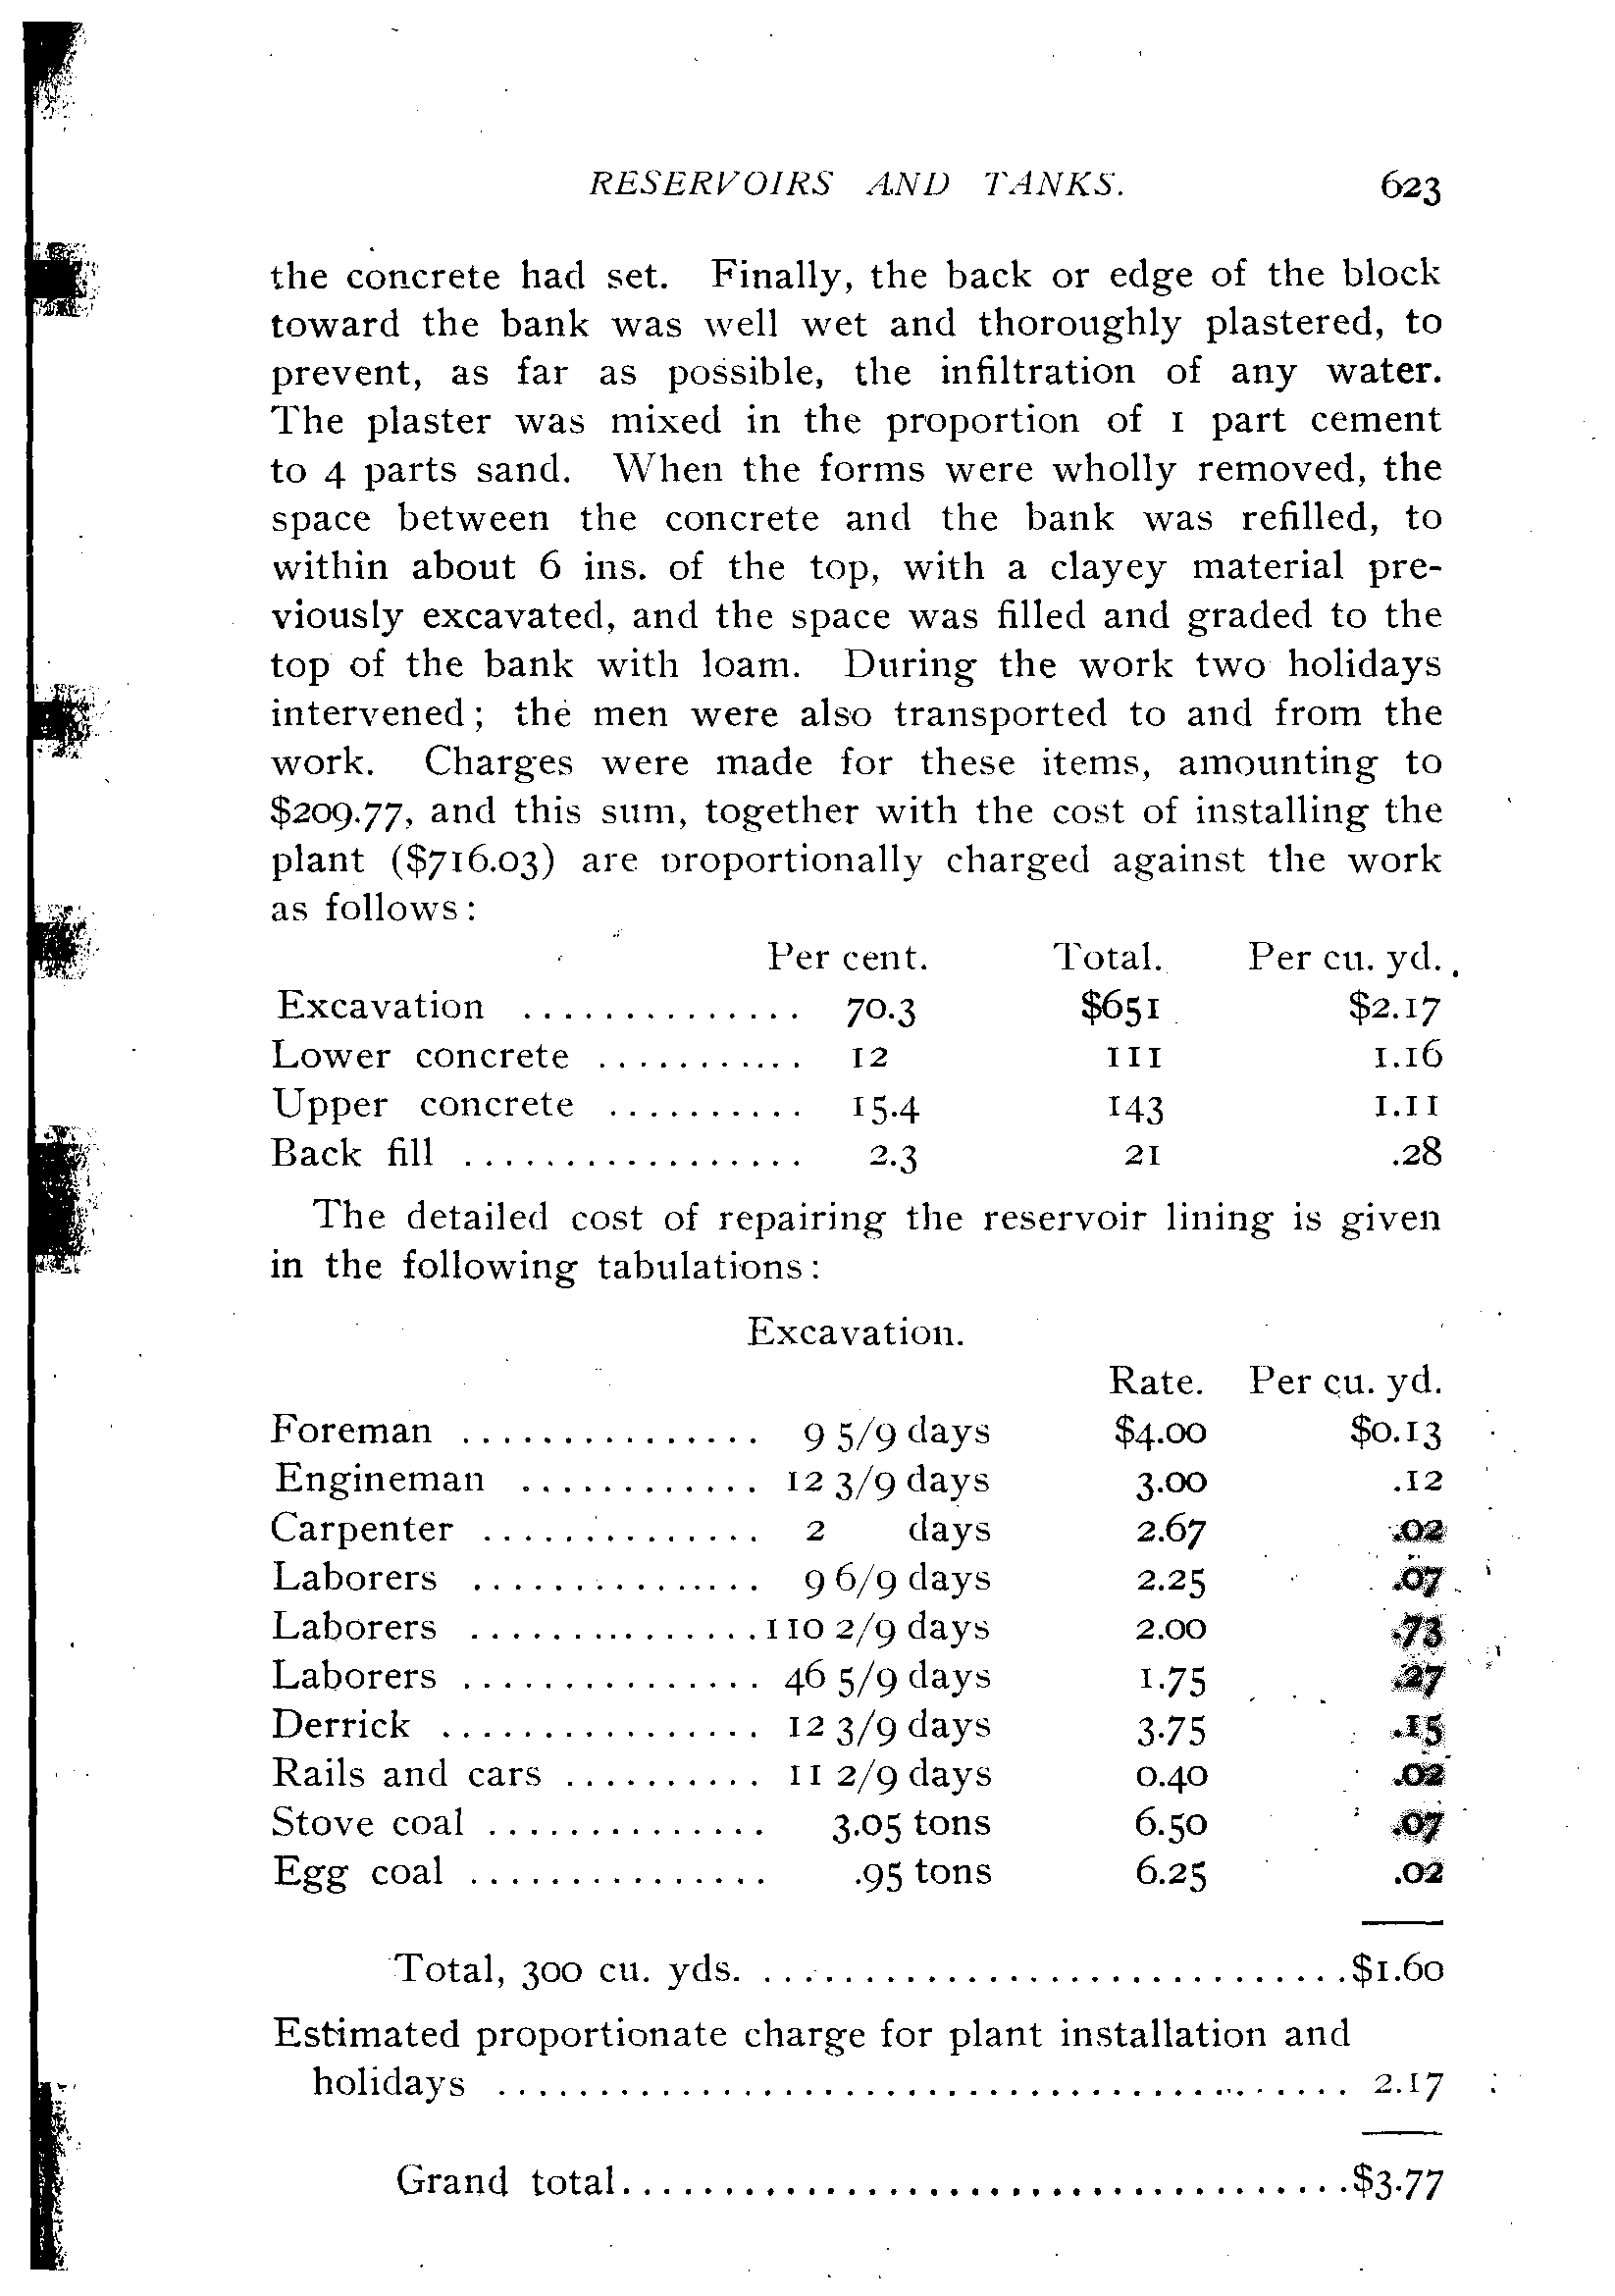 RESERVOIRS AND TANKS. 623
the concrete had set. Finally, the back or edge of the block
toward the bank was well wet and thoroughly plastered, to
prevent, as far as possible, the infiltration of any water.
The plaster was mixed in the proportion of 1 part cement
to 4 parts sand. When the forms were wholly removed, the
space between the concrete and the bank was refilled, to
within about 6 ins. of the top, with a clayey material pre-
viously excavated, and the space was filled and graded to the
top of the bank with loam. During the work two holidays
intervened; the men were also transported to and from the
work. Charges were made for these items, amounting to
$209.77, and this sum, together with the cost of installing the
plant ($716.03) are proportionally charged against the work
as follows:
Per cent. Total. Per cu. yd.
Excavation .............. 70.3 $651 $2.17
Lower concrete ........... 12 111 1.16
Upper concrete .......... 15.4 143 1.11
Back fill ................. 2.3 21 .28
The detailed cost of repairing the reservoir lining is given
in the following tabulations:
Excavation.
Rate. Per cu. yd.
Foreman ............... 9 5/9 days $4.00 $0.13
Engineman ............ 12 3/9 days 3.00 .12
Carpenter .............. 2 days 2.67 .02
Laborers ............... 9 6/9 days 2.25 .07
Laborers ............... 110 2/9 days 2.00 .73
Laborers ............... 46 5/9 days 1.75 .27
Derrick ................ 12 3/9 days 3.75 .15
Rails and cars .......... 11 2/9 days 0.40 .02
Stove coal .............. 3.05 tons 6.50 .07
Egg coal ............... .95 tons 6.25 .02
Total, 300 cu. yds. .............................. $1.60
Estimated proportionate charge for plant installation and
holidays .......................................... 2.17
Grand total.................................... $3.77